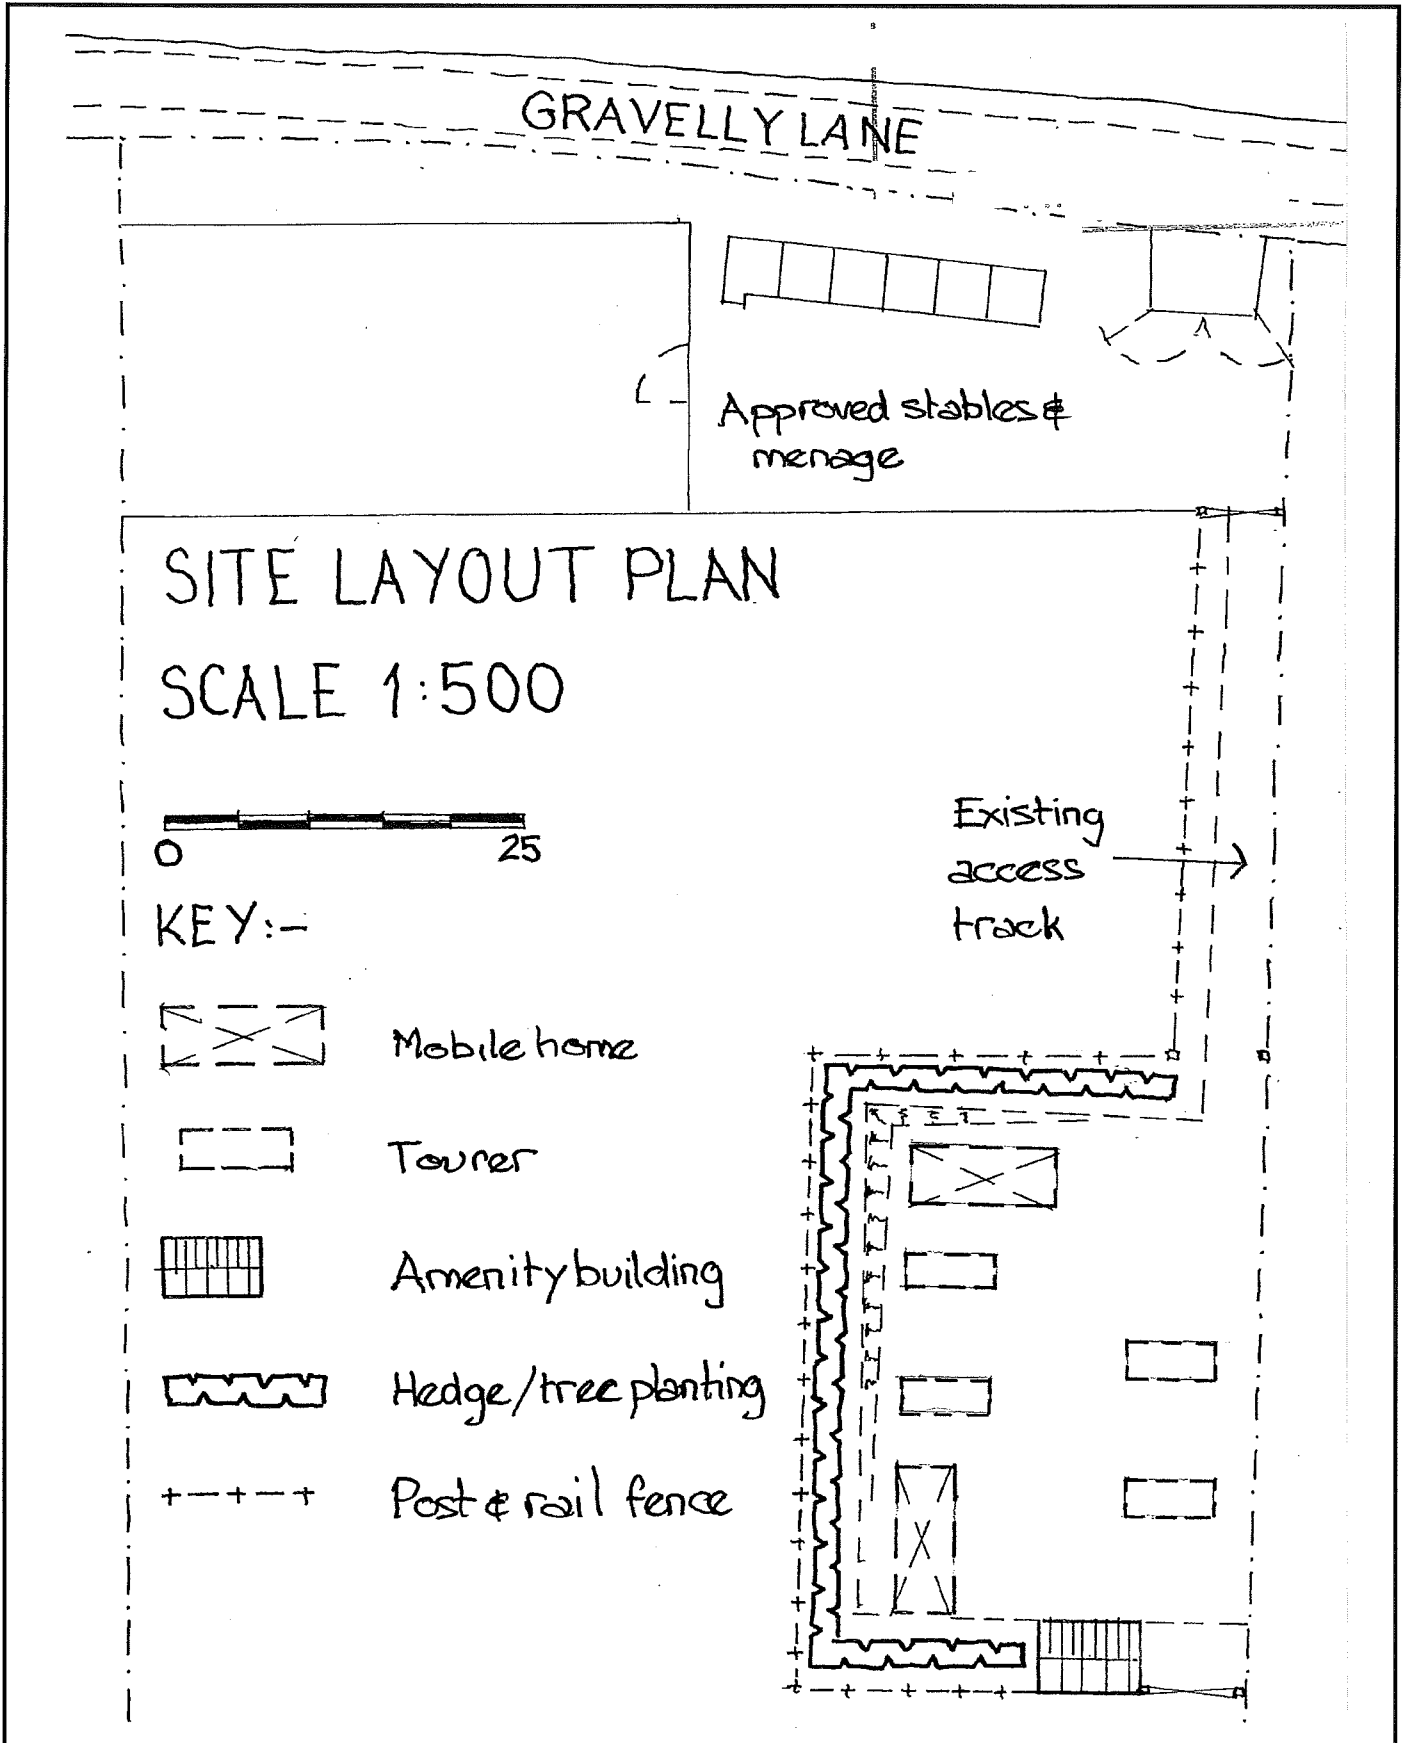 GRAVELLY LANE
Approved stables &
menage
SITE LAYOUT PLAN
SCALE 1:500
0 25
Existing
access
track
KEY:-
Mobile home
Tourer
Amenity building
Hedge/tree planting
Post & rail fence